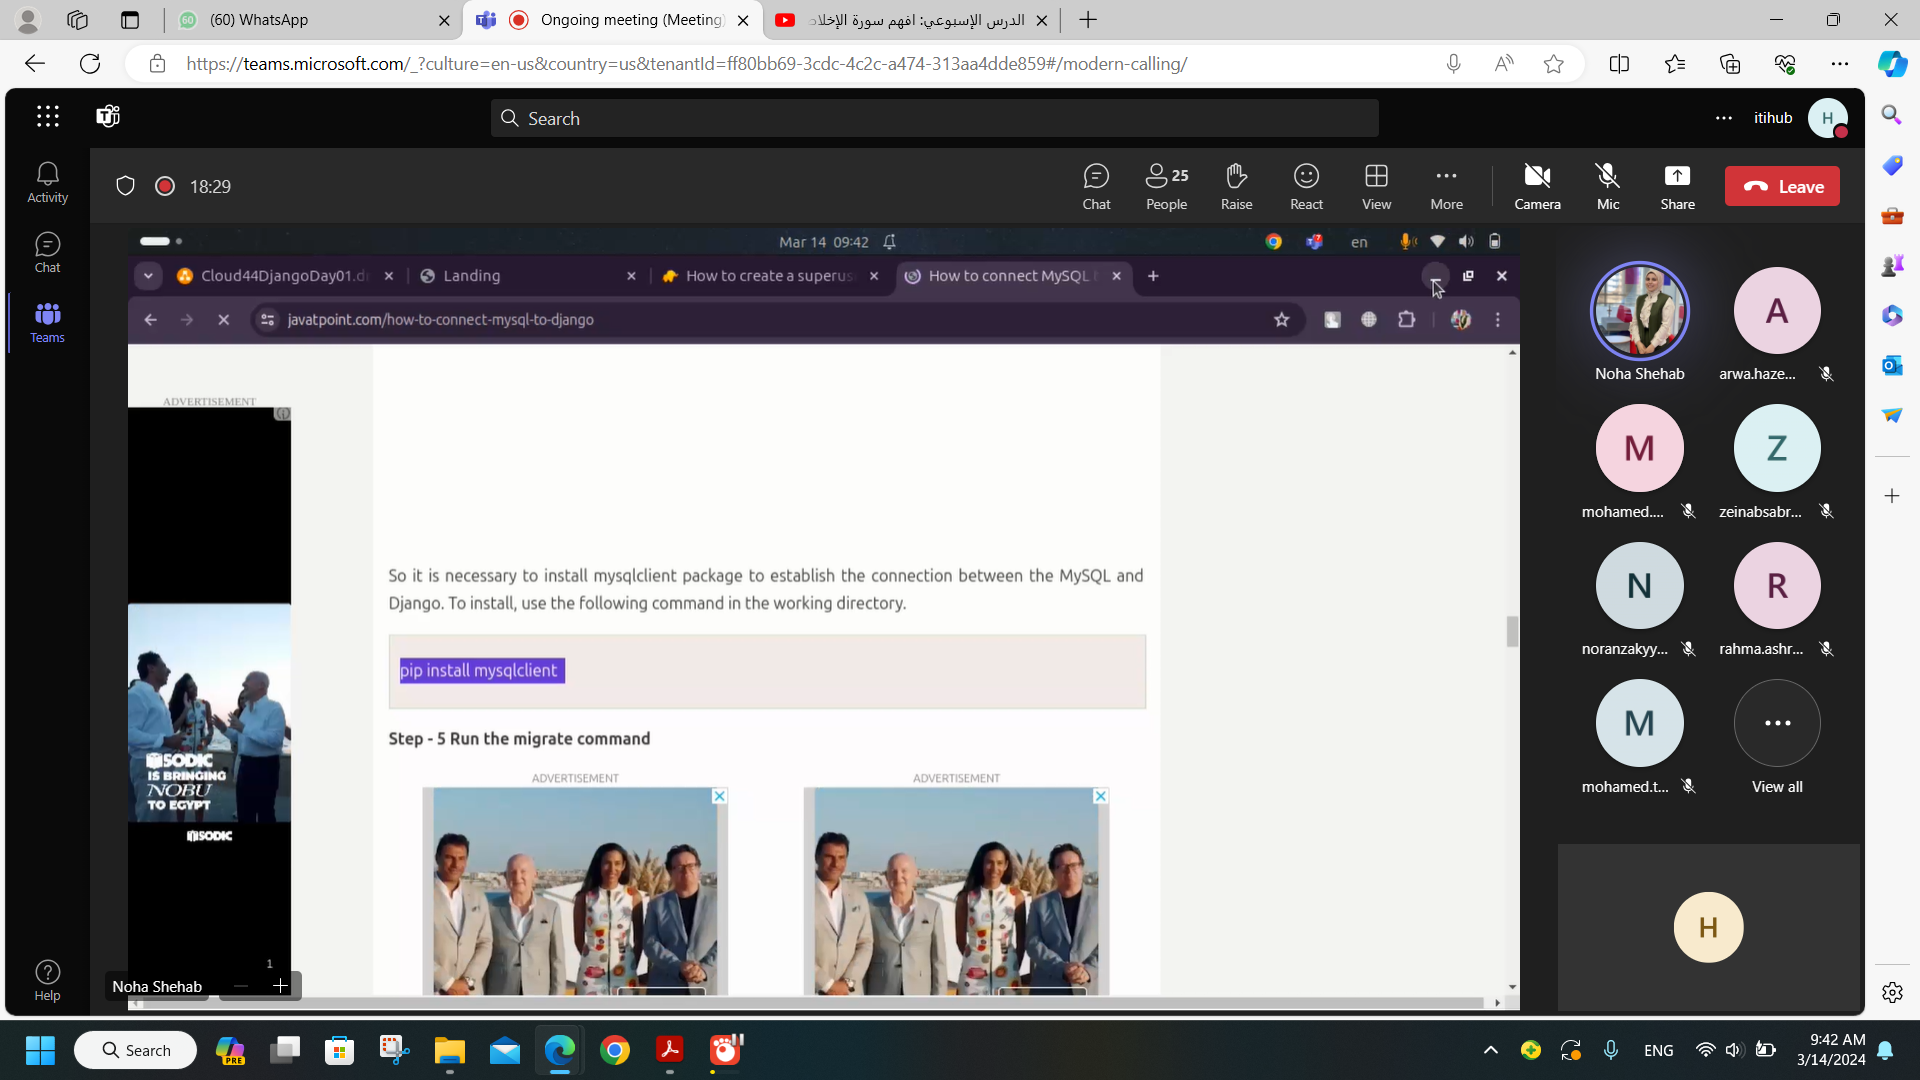 60
(60) WhatsApp
Ongoing meeting (Meeting
الدرس الإسبوعي: افهم سورة الإخلاص
https://teams.microsoft.com/_?culture=en-us&country=us&tenantId=ff80bb69-3cdc-4c2c-a474-313aa4dde859#/modern-calling/
Search
itihub
H
Activity
Chat
Teams
Help
18:29
25
Chat
People
Raise
React
View
More
Camera
Mic
Share
Leave
Mar 14 09:42
en
Cloud44DjangoDay01.d
Landing
How to create a superus
How to connect MySQL
javatpoint.com/how-to-connect-mysql-to-django
ADVERTISEMENT
So it is necessary to install mysqlclient package to establish the connection between the MySQL and
Django. To install, use the following command in the working directory.
pip install mysqlclient
Step - 5 Run the migrate command
ADVERTISEMENT
ADVERTISEMENT
SODIC
IS BRINGING
NOBU
TO EGYPT
SODIC
1
Noha Shehab
Noha Shehab
A
arwa.haze...
M
mohamed....
Z
zeinabsabr...
N
noranzakyy...
R
rahma.ashr...
M
mohamed.t...
View all
H
Search
PRE
ENG
9:42 AM
3/14/2024